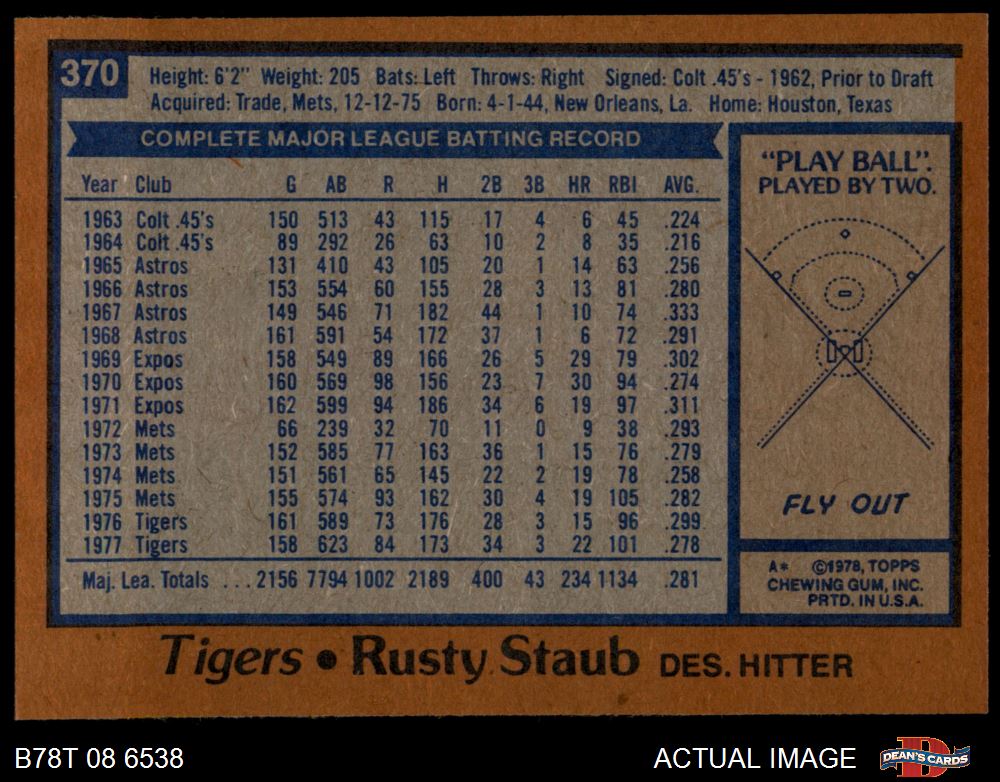 370
Height: 6'2" Weight: 205 Bats: Left Throws: Right Signed: Colt .45's - 1962, Prior to Draft
Acquired: Trade, Mets, 12-12-75 Born: 4-1-44, New Orleans, La. Home: Houston, Texas
COMPLETE MAJOR LEAGUE BATTING RECORD
Year Club G AB R H 2B 3B HR RBI AVG.
1963 Colt .45's 150 513 43 115 17 4 6 45 .224
1964 Colt .45's 89 292 26 63 10 2 8 35 .216
1965 Astros 131 410 43 105 20 1 14 63 .256
1966 Astros 153 554 60 155 28 3 13 81 .280
1967 Astros 149 546 71 182 44 1 10 74 .333
1968 Astros 161 591 54 172 37 1 6 72 .291
1969 Expos 158 549 89 166 26 5 29 79 .302
1970 Expos 160 569 98 156 23 7 30 94 .274
1971 Expos 162 599 94 186 34 6 19 97 .311
1972 Mets 66 239 32 70 11 0 9 38 .293
1973 Mets 152 585 77 163 36 1 15 76 .279
1974 Mets 151 561 65 145 22 2 19 78 .258
1975 Mets 155 574 93 162 30 4 19 105 .282
1976 Tigers 161 589 73 176 28 3 15 96 .299
1977 Tigers 158 623 84 173 34 3 22 101 .278
Maj. Lea. Totals ... 2156 7794 1002 2189 400 43 234 1134 .281
"PLAY BALL".
PLAYED BY TWO.
FLY OUT
A* ©1978, TOPPS
CHEWING GUM, INC.
PRTD. IN U.S.A.
Tigers • Rusty Staub DES. HITTER
B78T 08 6538
ACTUAL IMAGE
DEAN'S CARDS